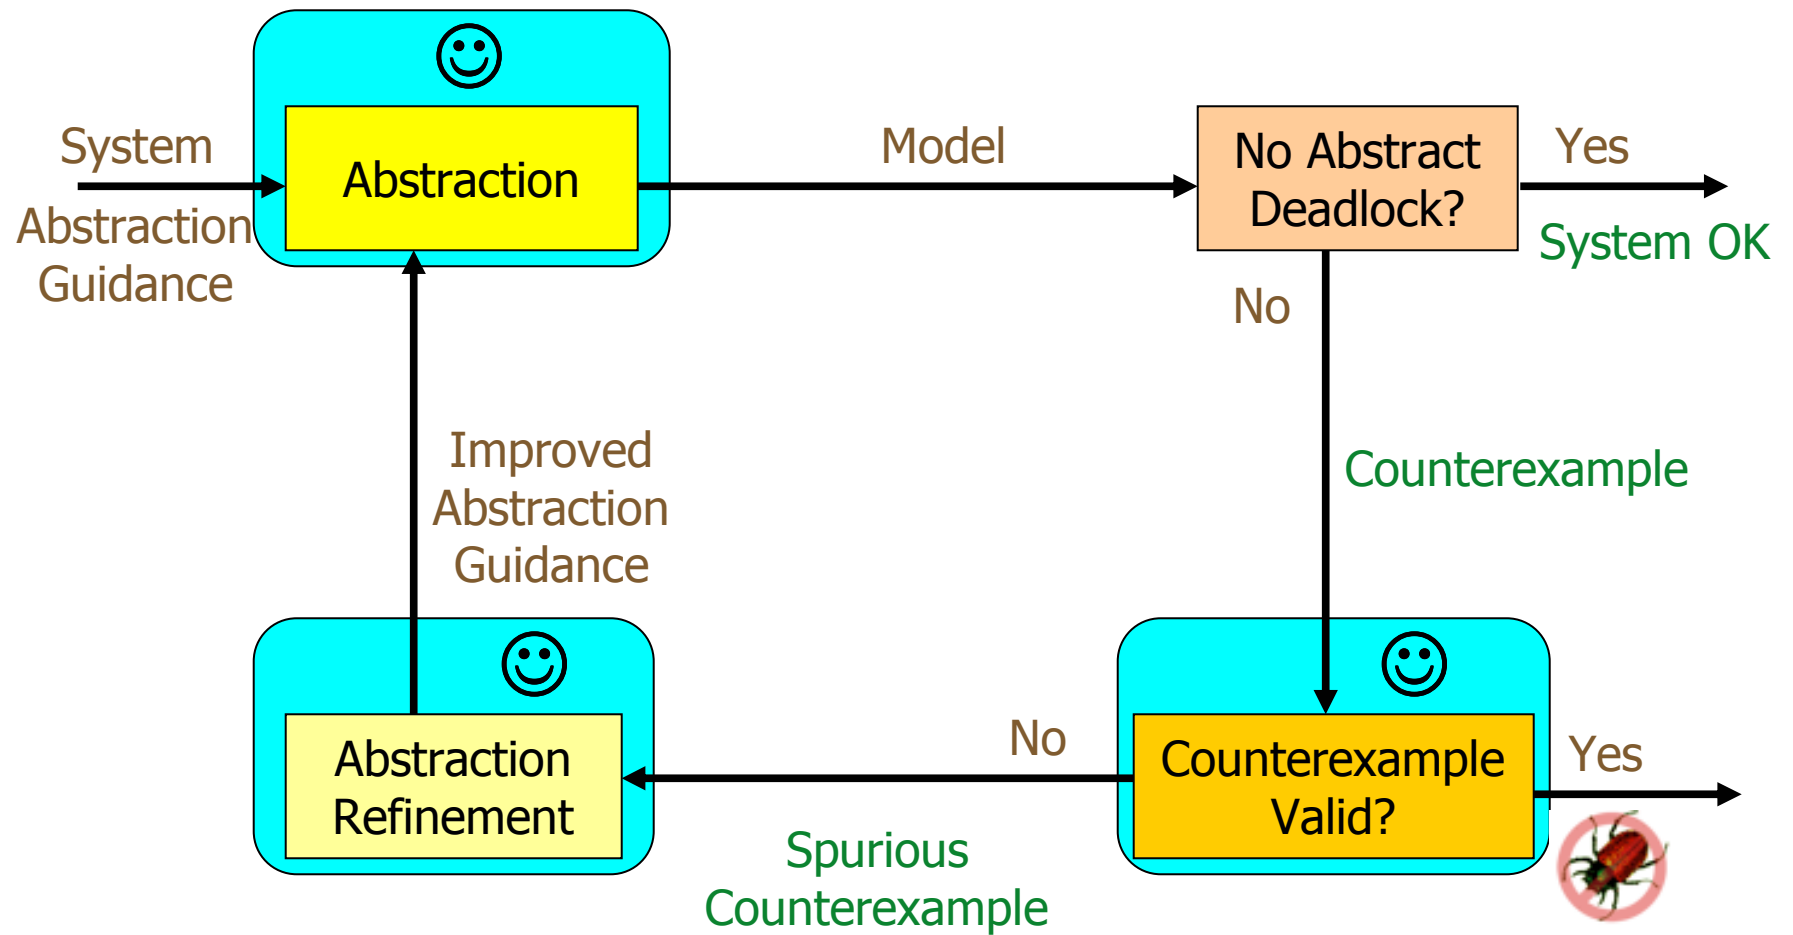 System
Abstraction
Guidance
Abstraction
Model
No Abstract
Deadlock?
Yes
System OK
No
Counterexample
Improved
Abstraction
Guidance
Abstraction
Refinement
No
Spurious
Counterexample
Counterexample
Valid?
Yes